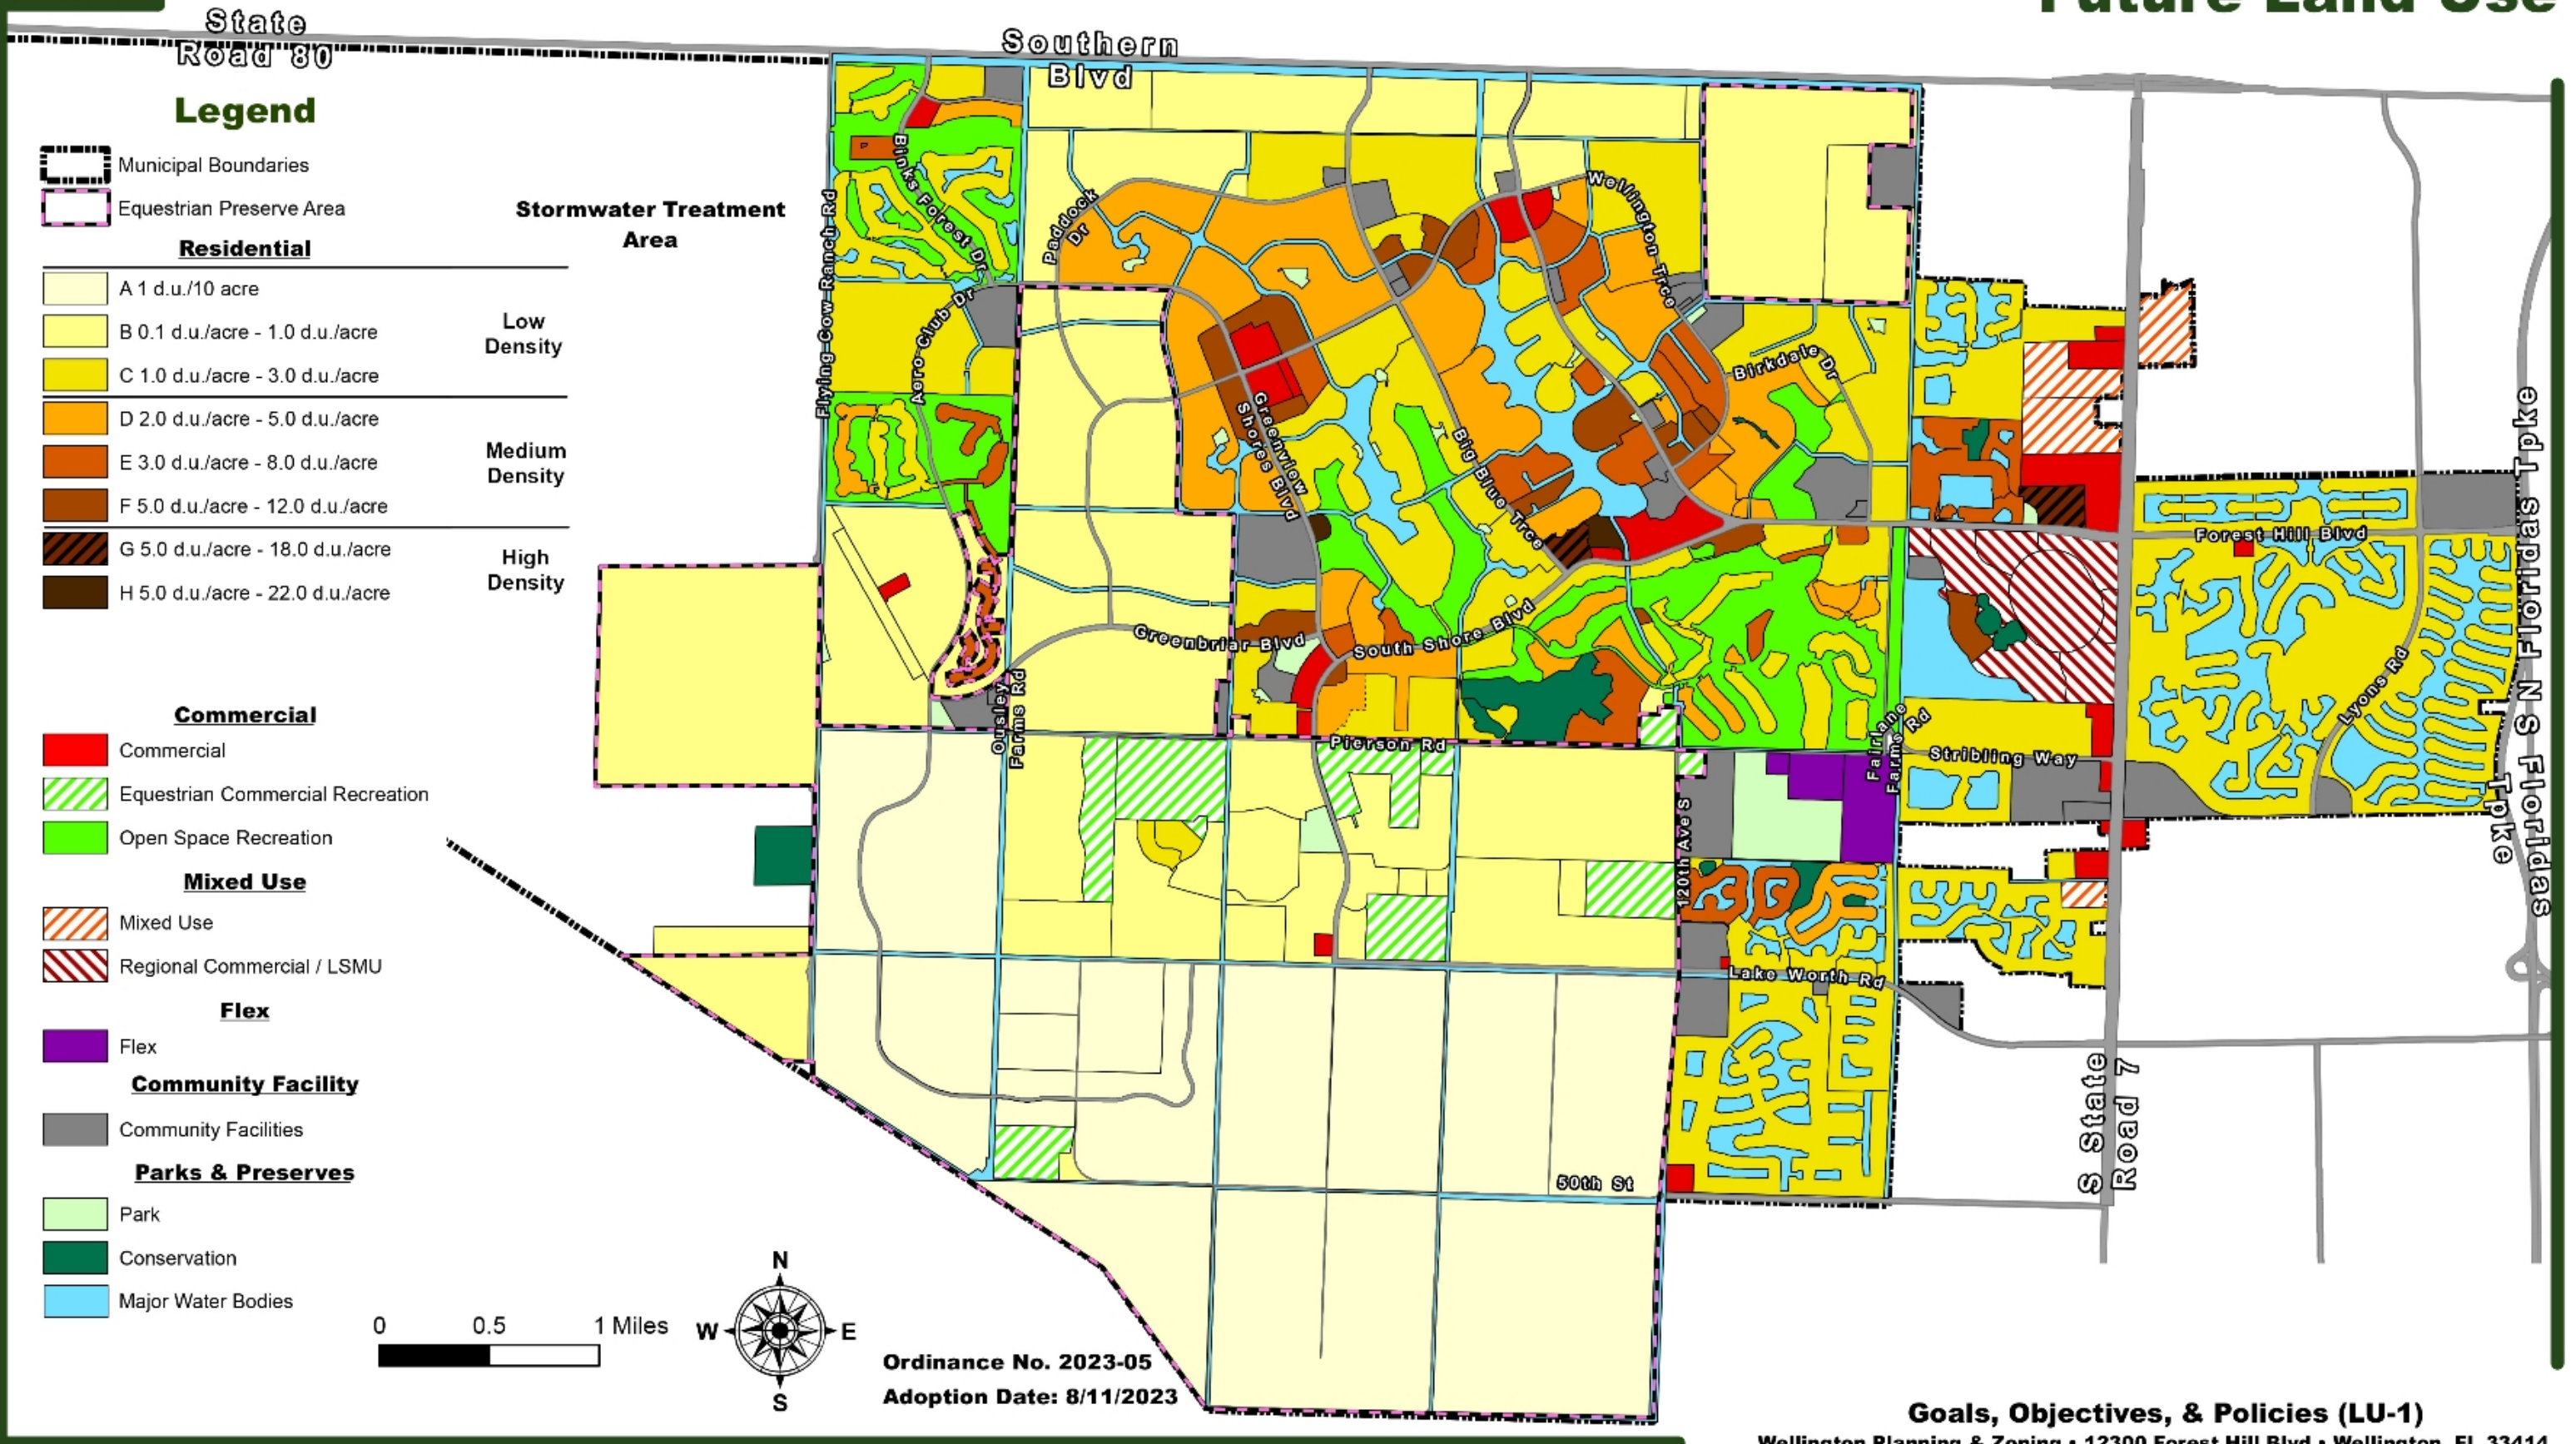 Future Land Use
State
Road 80
Southern
Blvd
Legend
Municipal Boundaries
Equestrian Preserve Area
Residential
A 1 d.u./10 acre
B 0.1 d.u./acre - 1.0 d.u./acre
C 1.0 d.u./acre - 3.0 d.u./acre
Low
Density
D 2.0 d.u./acre - 5.0 d.u./acre
E 3.0 d.u./acre - 8.0 d.u./acre
F 5.0 d.u./acre - 12.0 d.u./acre
Medium
Density
G 5.0 d.u./acre - 18.0 d.u./acre
H 5.0 d.u./acre - 22.0 d.u./acre
High
Density
Commercial
Commercial
Equestrian Commercial Recreation
Open Space Recreation
Mixed Use
Mixed Use
Regional Commercial / LSMU
Flex
Flex
Community Facility
Community Facilities
Parks & Preserves
Park
Conservation
Major Water Bodies
Stormwater Treatment
Area
Flying Cow Ranch Rd
Binks Forest Dr
Aero Club Dr
Paddock
Dr
Wellington Trce
Birkdale Dr
Greenview
Shores Blvd
Big Blue Trce
Forest Hill Blvd
Greenbriar Blvd
South Shore Blvd
Ousley
Farms Rd
Pierson Rd
Fairlane
Farms Rd
Stribling Way
Lyons Rd
120th Ave S
Lake Worth Rd
50th St
S State
Road 7
N Floridas Tpke
S Floridas
Tpke
0 0.5 1 Miles
N
W E
S
Ordinance No. 2023-05
Adoption Date: 8/11/2023
Goals, Objectives, & Policies (LU-1)
Wellington Planning & Zoning • 12300 Forest Hill Blvd • Wellington, FL 33414